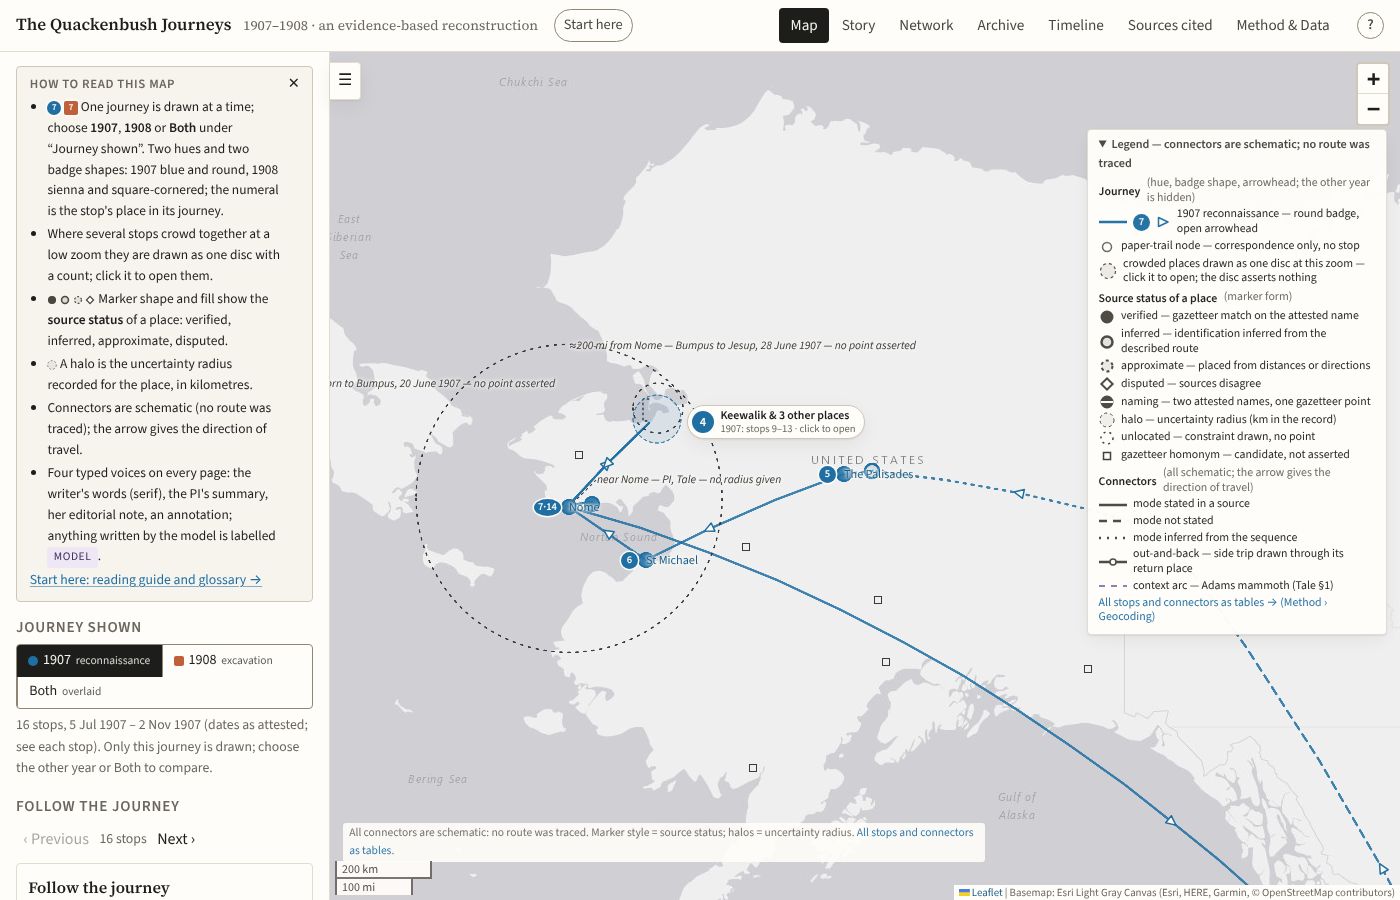 The Quackenbush Journeys 1907–1908 · an evidence-based reconstruction Start here Map Story Network Archive Timeline Sources cited Method & Data ?
HOW TO READ THIS MAP ✕
7 7 One journey is drawn at a time;
choose 1907, 1908 or Both under
“Journey shown”. Two hues and two
badge shapes: 1907 blue and round, 1908
sienna and square-cornered; the numeral
is the stop's place in its journey.
Where several stops crowd together at a
low zoom they are drawn as one disc with
a count; click it to open them.
Marker shape and fill show the
source status of a place: verified,
inferred, approximate, disputed.
A halo is the uncertainty radius
recorded for the place, in kilometres.
Connectors are schematic (no route was
traced); the arrow gives the direction of
travel.
Four typed voices on every page: the
writer's words (serif), the PI's summary,
her editorial note, an annotation;
anything written by the model is labelled
MODEL .
Start here: reading guide and glossary →
JOURNEY SHOWN
1907 reconnaissance 1908 excavation
Both overlaid
16 stops, 5 Jul 1907 – 2 Nov 1907 (dates as attested;
see each stop). Only this journey is drawn; choose
the other year or Both to compare.
FOLLOW THE JOURNEY
‹ Previous 16 stops Next ›
Follow the journey
☰
Chukchi Sea
East
Siberian
Sea
≈200 mi from Nome — Bumpus to Jesup, 28 June 1907 — no point asserted
rn to Bumpus, 20 June 1907 — no point asserted
4 Keewalik & 3 other places
1907: stops 9–13 · click to open
UNITED STATES
5 The Palisades
near Nome — PI, Tale — no radius given
7·14 Nome
Norton Sound
6 St Michael
Bering Sea
Gulf of
Alaska
All connectors are schematic: no route was traced. Marker style = source status; halos = uncertainty radius. All stops and connectors
as tables.
200 km
100 mi
+
−
▼ Legend — connectors are schematic; no route was
traced
Journey (hue, badge shape, arrowhead; the other year
is hidden)
7 1907 reconnaissance — round badge,
open arrowhead
paper-trail node — correspondence only, no stop
crowded places drawn as one disc at this zoom —
click it to open; the disc asserts nothing
Source status of a place (marker form)
verified — gazetteer match on the attested name
inferred — identification inferred from the
described route
approximate — placed from distances or directions
disputed — sources disagree
naming — two attested names, one gazetteer point
halo — uncertainty radius (km in the record)
unlocated — constraint drawn, no point
gazetteer homonym — candidate, not asserted
Connectors (all schematic; the arrow gives the
direction of travel)
mode stated in a source
mode not stated
mode inferred from the sequence
out-and-back — side trip drawn through its
return place
context arc — Adams mammoth (Tale §1)
All stops and connectors as tables → (Method ›
Geocoding)
Leaflet | Basemap: Esri Light Gray Canvas (Esri, HERE, Garmin, © OpenStreetMap contributors)